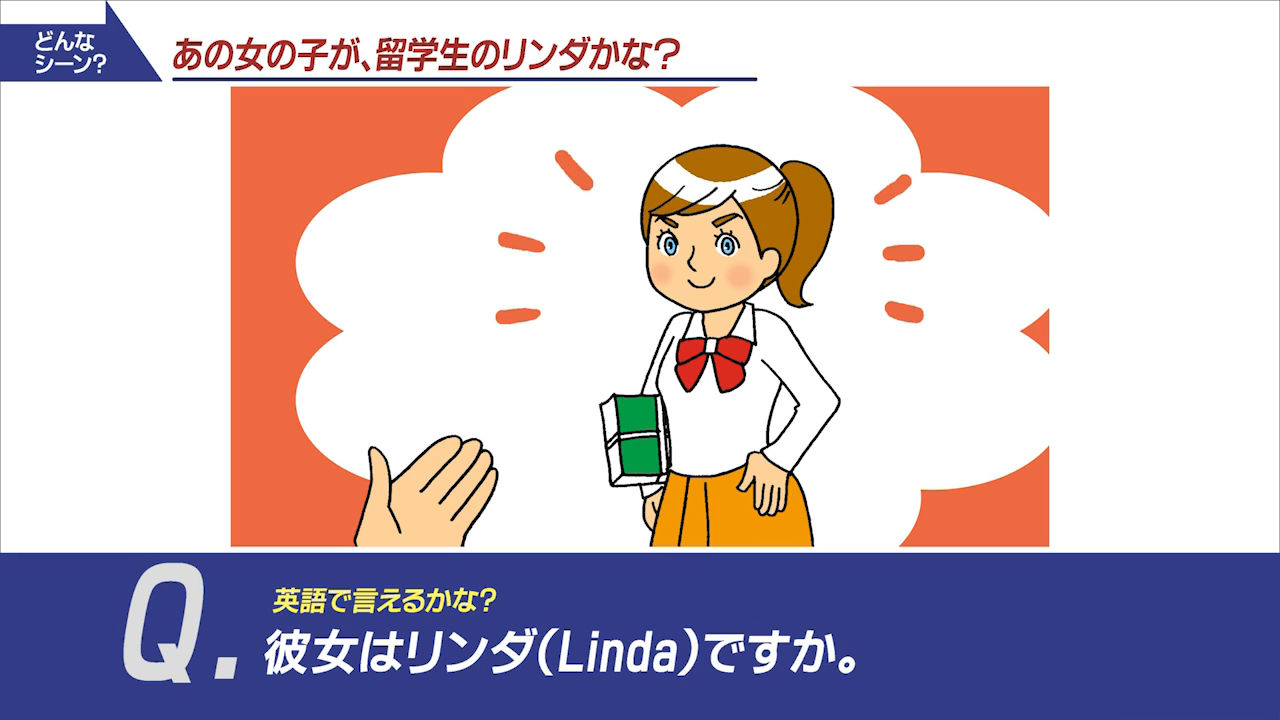 どんな
シーン?
あの女の子が、留学生のリンダかな?
Q.
英語で言えるかな?
彼女はリンダ(Linda)ですか。